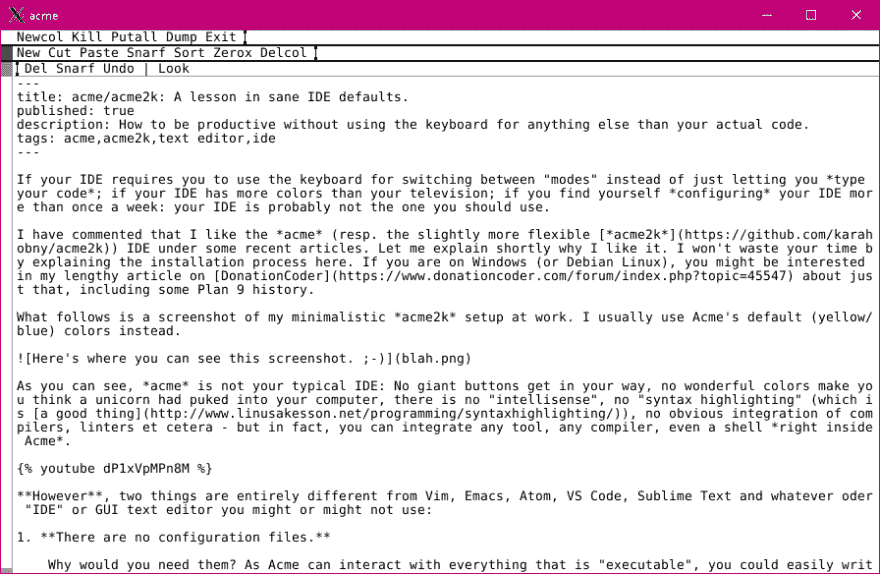 acme
Newcol Kill Putall Dump Exit
New Cut Paste Snarf Sort Zerox Delcol
Del Snarf Undo | Look
---
title: acme/acme2k: A lesson in sane IDE defaults.
published: true
description: How to be productive without using the keyboard for anything else than your actual code.
tags: acme,acme2k,text editor,ide
---
If your IDE requires you to use the keyboard for switching between "modes" instead of just letting you *type
your code*; if your IDE has more colors than your television; if you find yourself *configuring* your IDE mor
e than once a week: your IDE is probably not the one you should use.
I have commented that I like the *acme* (resp. the slightly more flexible [*acme2k*](https://github.com/karah
obny/acme2k)) IDE under some recent articles. Let me explain shortly why I like it. I won't waste your time b
y explaining the installation process here. If you are on Windows (or Debian Linux), you might be interested
in my lengthy article on [DonationCoder](https://www.donationcoder.com/forum/index.php?topic=45547) about jus
t that, including some Plan 9 history.
What follows is a screenshot of my minimalistic *acme2k* setup at work. I usually use Acme's default (yellow/
blue) colors instead.
![Here's where you can see this screenshot. ;-)](blah.png)
As you can see, *acme* is not your typical IDE: No giant buttons get in your way, no wonderful colors make yo
u think a unicorn had puked into your computer, there is no "intellisense", no "syntax highlighting" (which i
s [a good thing](http://www.linusakesson.net/programming/syntaxhighlighting/)), no obvious integration of com
pilers, linters et cetera - but in fact, you can integrate any tool, any compiler, even a shell *right inside
Acme*.
{% youtube dP1xVpMPn8M %}
**However**, two things are entirely different from Vim, Emacs, Atom, VS Code, Sublime Text and whatever oder
"IDE" or GUI text editor you might or might not use:
1. **There are no configuration files.**
Why would you need them? As Acme can interact with everything that is "executable", you could easily writ